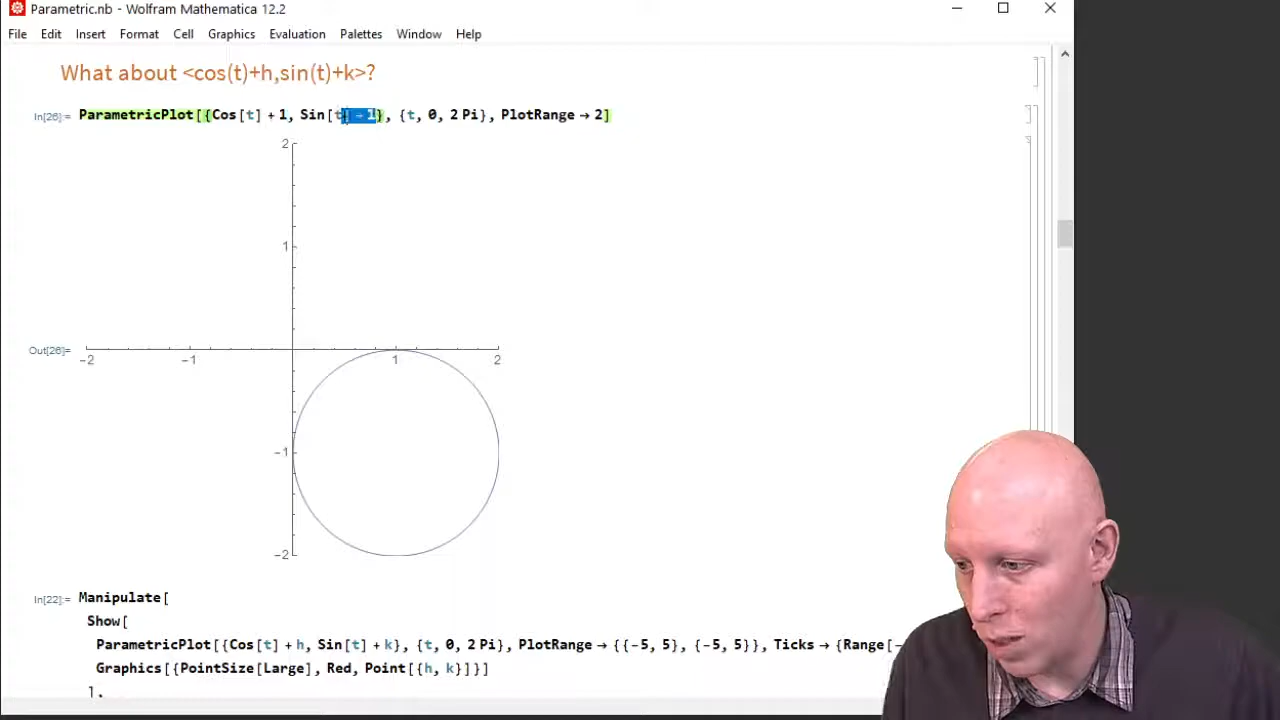 Parametric.nb - Wolfram Mathematica 12.2
File Edit Insert Format Cell Graphics Evaluation Palettes Window Help
What about <cos(t)+h,sin(t)+k>?
In[26]:= ParametricPlot[{Cos[t] + 1, Sin[t] - 1}, {t, 0, 2 Pi}, PlotRange → 2]
2
1
Out[26]= -2 -1 1 2
-1
-2
In[22]:= Manipulate[
Show[
ParametricPlot[{Cos[t] + h, Sin[t] + k}, {t, 0, 2 Pi}, PlotRange → {{-5, 5}, {-5, 5}}, Ticks → {Range[-
Graphics[{PointSize[Large], Red, Point[{h, k}]}]
],